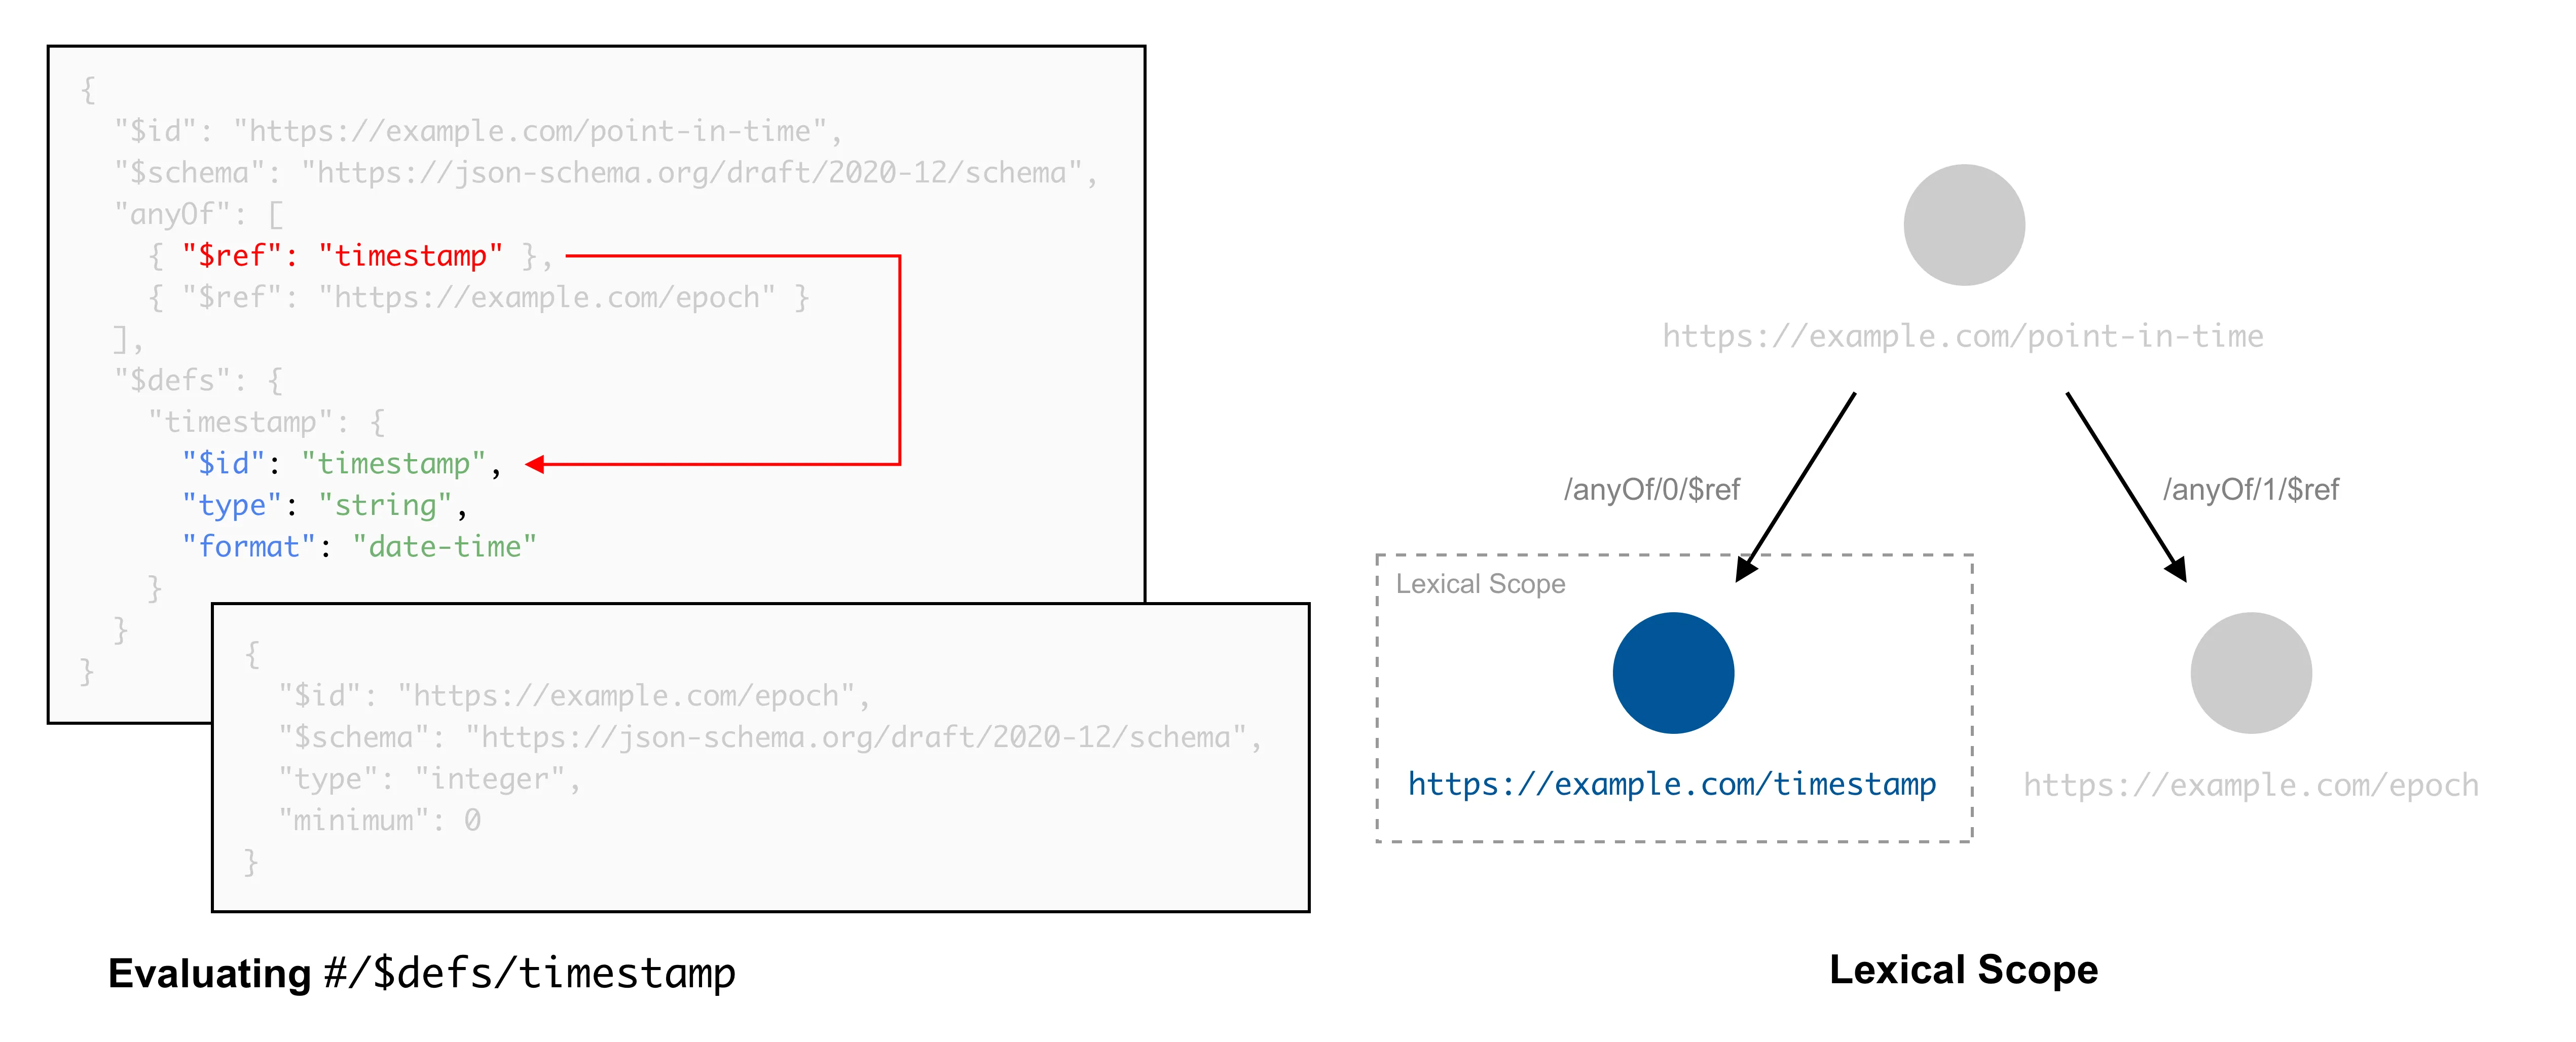 {
  "$id": "https://example.com/point-in-time",
  "$schema": "https://json-schema.org/draft/2020-12/schema",
  "anyOf": [
    { "$ref": "timestamp" },
    { "$ref": "https://example.com/epoch" }
  ],
  "$defs": {
    "timestamp": {
      "$id": "timestamp",
      "type": "string",
      "format": "date-time"
    }
  }
}
{
  "$id": "https://example.com/epoch",
  "$schema": "https://json-schema.org/draft/2020-12/schema",
  "type": "integer",
  "minimum": 0
}
Evaluating #/$defs/timestamp
https://example.com/point-in-time
/anyOf/0/$ref
/anyOf/1/$ref
Lexical Scope
https://example.com/timestamp
https://example.com/epoch
Lexical Scope